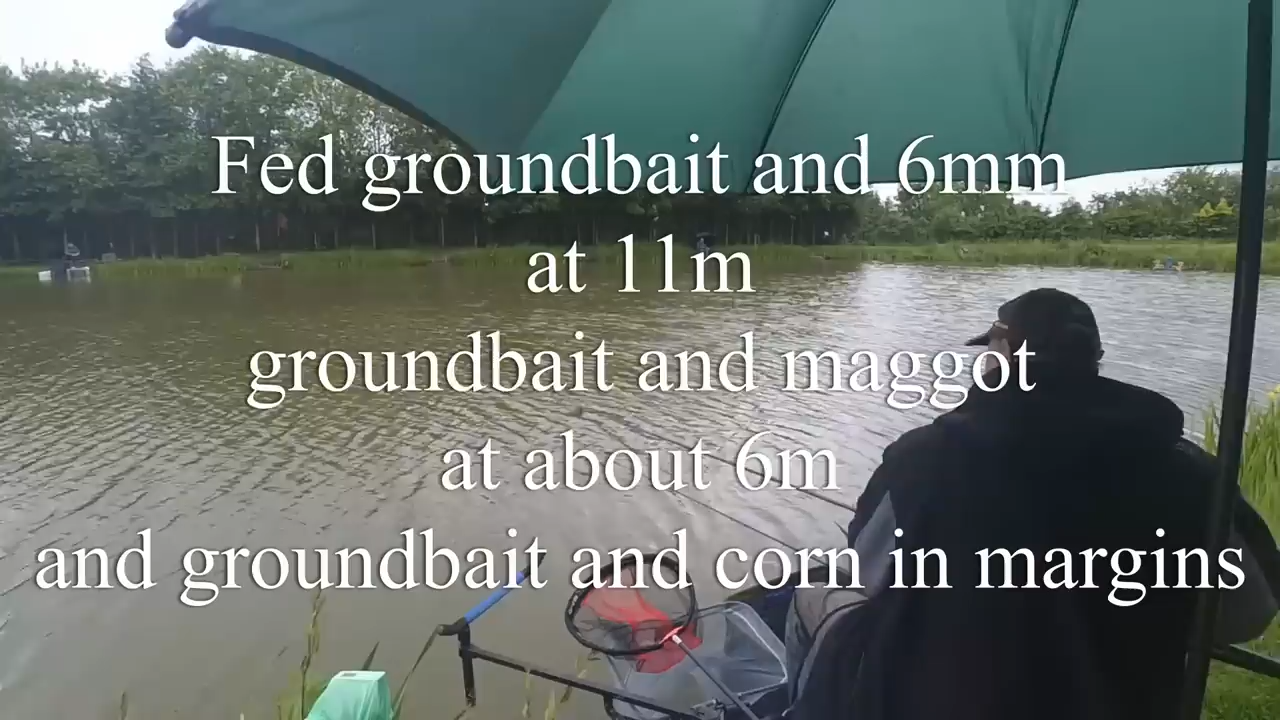 Fed groundbait and 6mm
at 11m
groundbait and maggot
at about 6m
and groundbait and corn in margins